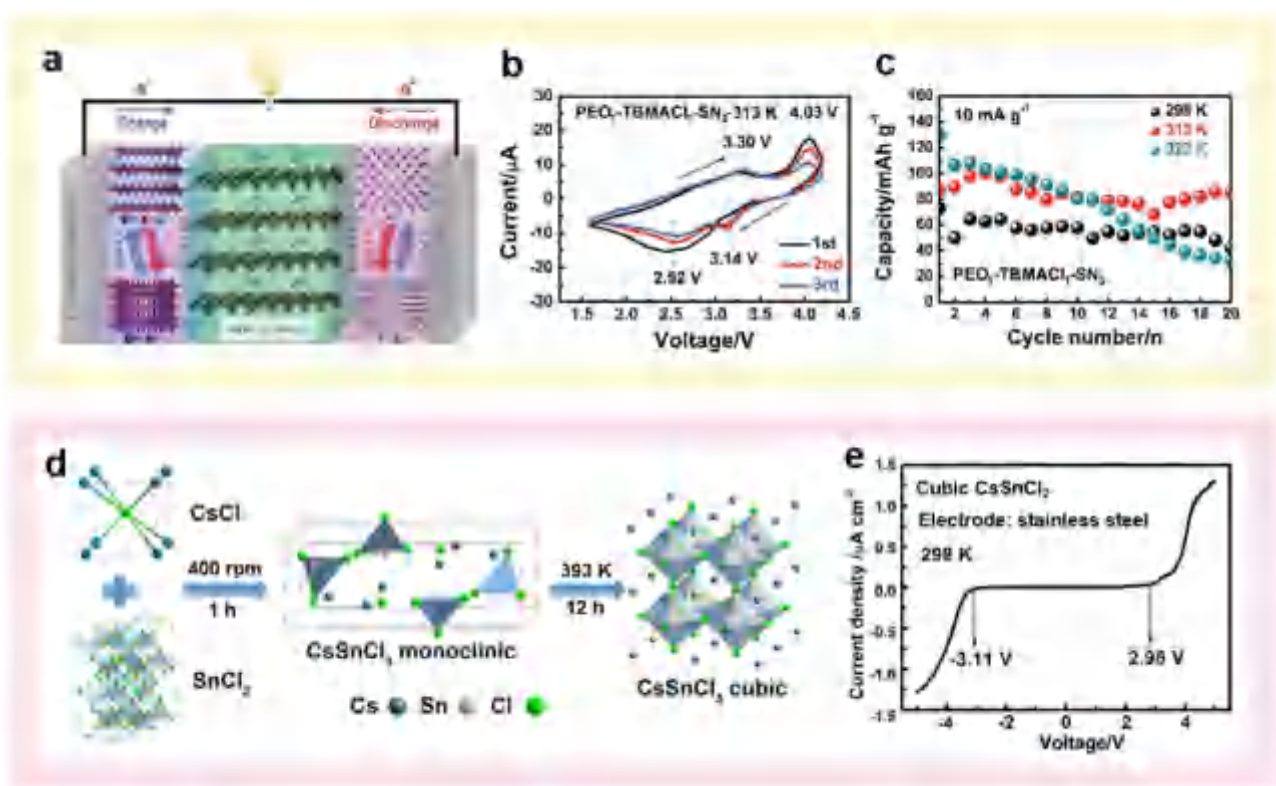 a
Charge
Discharge
b
PEO1-TBMACl1-SN3-313 K 4.03 V
3.30 V
3.14 V
2.52 V
1st
2nd
3rd
Current/μA
30
20
10
0
-10
-15
-30
1.5 2.0 2.5 3.0 3.5 4.0 4.5
Voltage/V
c
10 mA g⁻¹
298 K
313 K
323 K
PEO1-TBMACl1-SN3
Capacity/mAh g⁻¹
160
140
120
100
80
60
40
20
0
2 4 6 8 10 12 14 16 18 20
Cycle number/n
d
CsCl
400 rpm
1 h
SnCl2
CsSnCl3 monoclinic
393 K
12 h
CsSnCl3 cubic
Cs Sn Cl
e
Cubic CsSnCl2
Electrode: stainless steel
298 K
-3.11 V
2.96 V
Current density /μA cm⁻²
1.5
1.0
0.5
0.0
-0.5
-1.0
-1.5
-4 -2 0 2 4
Voltage/V